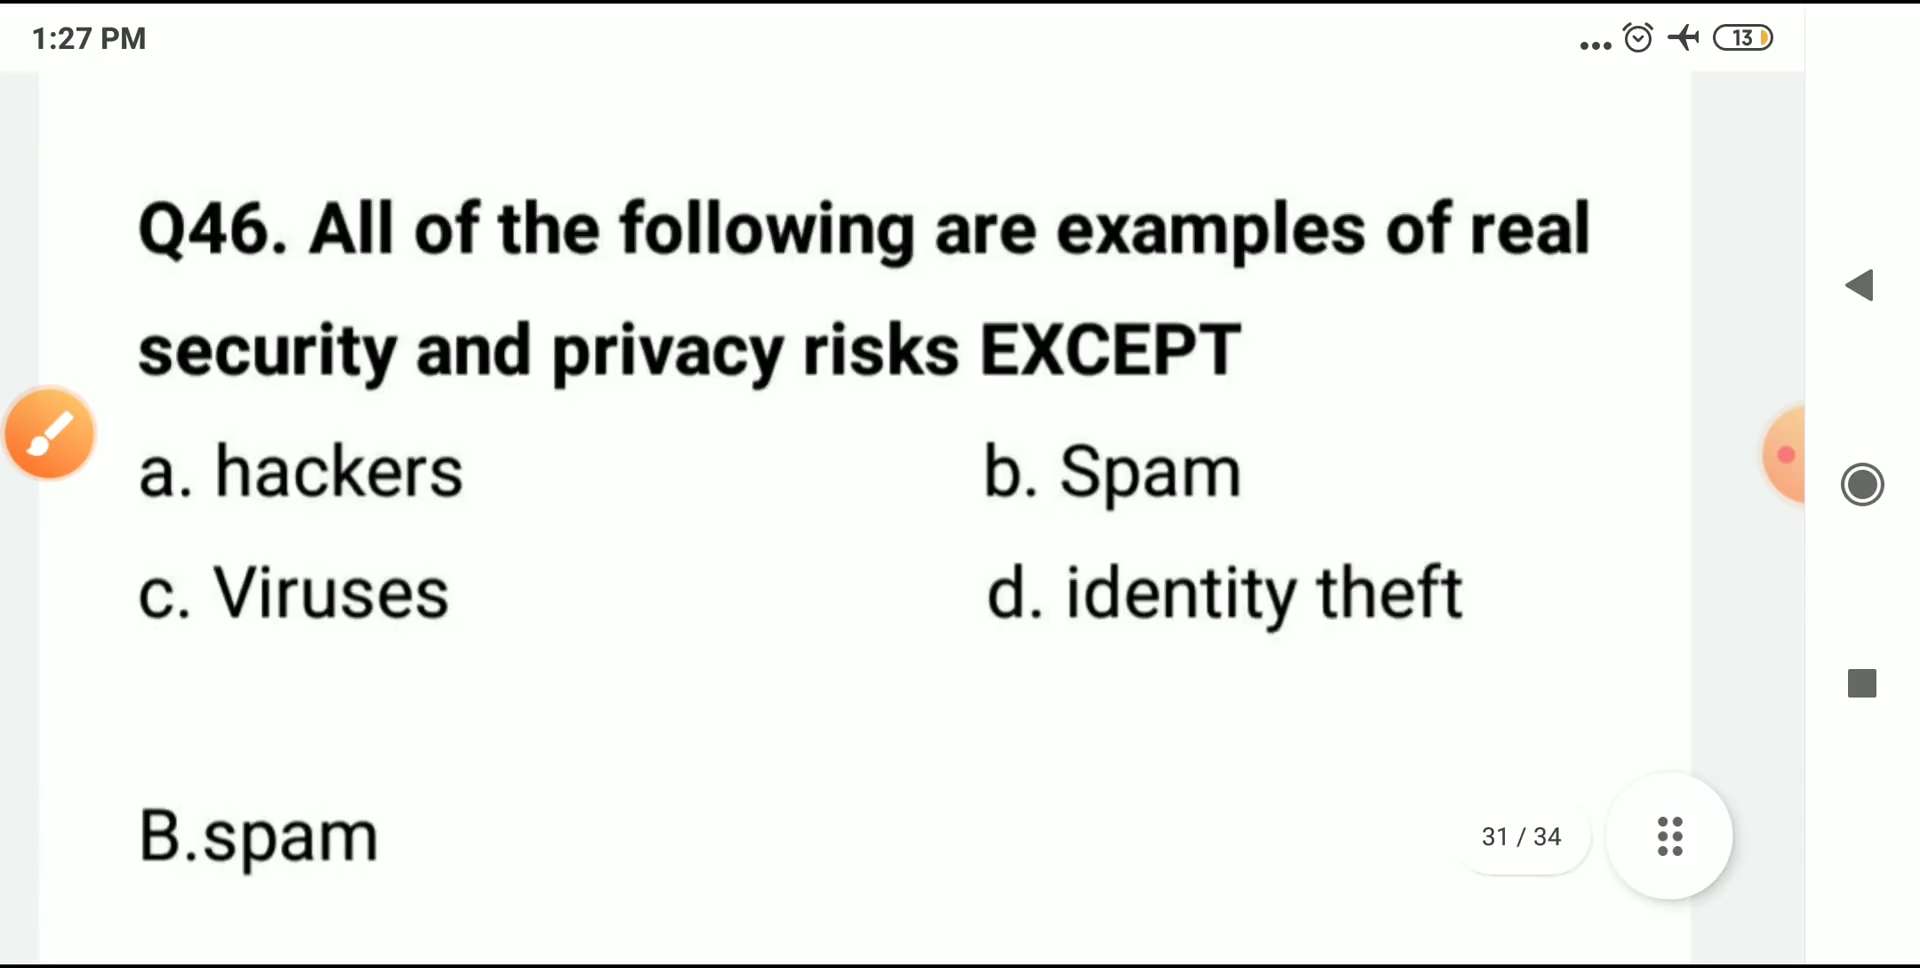 1:27 PM
13
Q46. All of the following are examples of real
security and privacy risks EXCEPT
a. hackers b. Spam
c. Viruses d. identity theft
B.spam
31 / 34